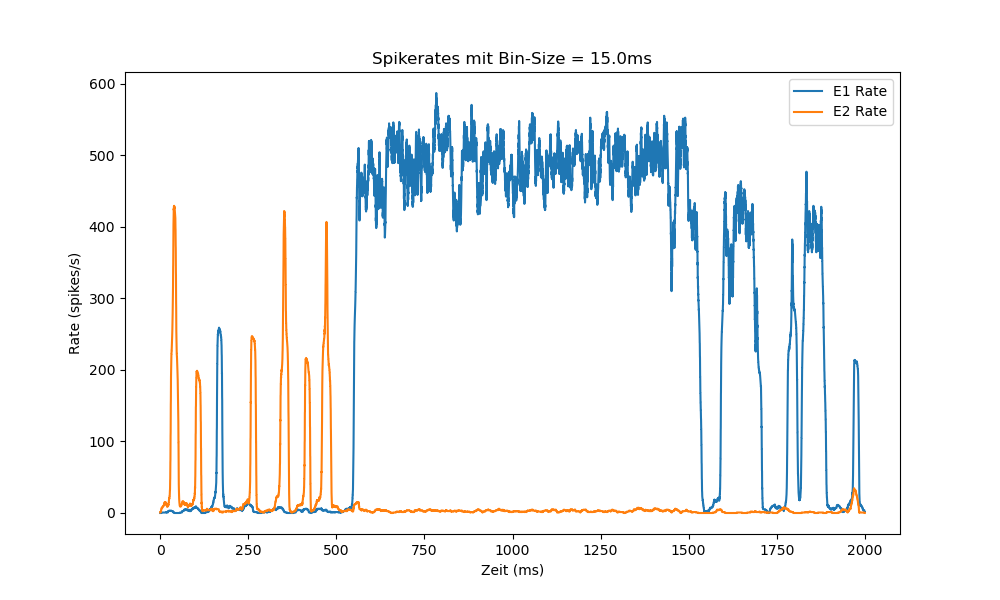 Spikerates mit Bin-Size = 15.0ms
E1 Rate
E2 Rate
Rate (spikes/s)
600
500
400
300
200
100
0
0 250 500 750 1000 1250 1500 1750 2000
Zeit (ms)